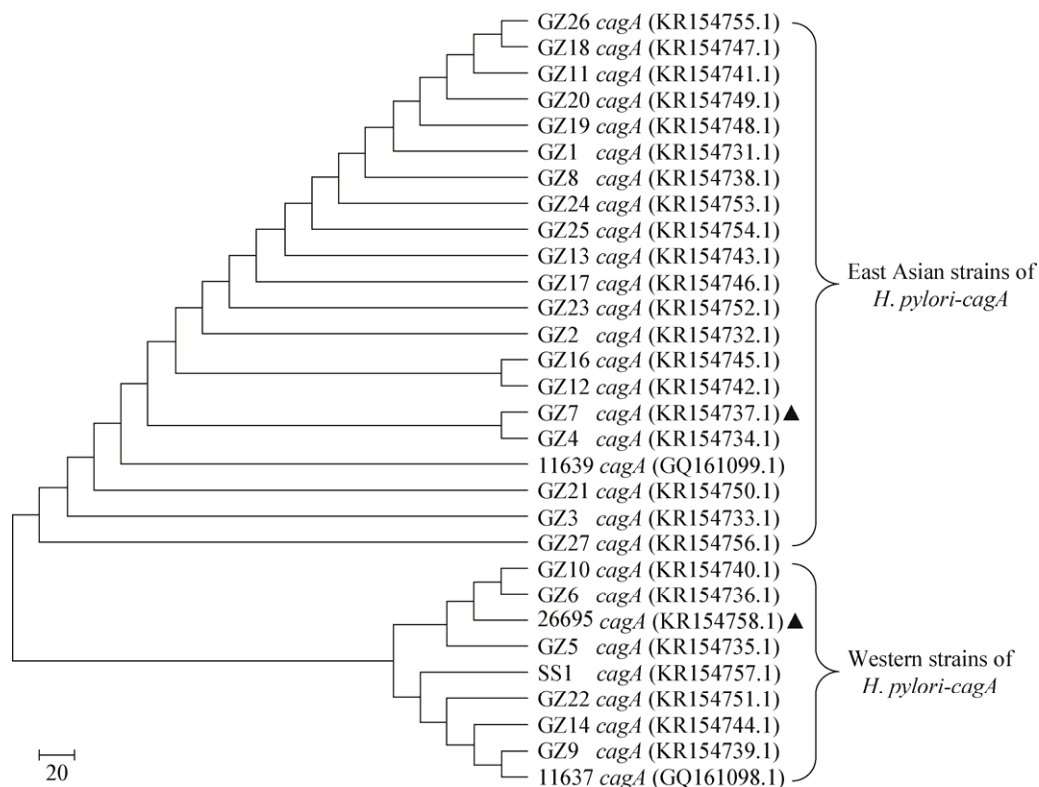 GZ26 cagA (KR154755.1)
GZ18 cagA (KR154747.1)
GZ11 cagA (KR154741.1)
GZ20 cagA (KR154749.1)
GZ19 cagA (KR154748.1)
GZ1 cagA (KR154731.1)
GZ8 cagA (KR154738.1)
GZ24 cagA (KR154753.1)
GZ25 cagA (KR154754.1)
GZ13 cagA (KR154743.1)
GZ17 cagA (KR154746.1)
GZ23 cagA (KR154752.1)
GZ2 cagA (KR154732.1)
GZ16 cagA (KR154745.1)
GZ12 cagA (KR154742.1)
GZ7 cagA (KR154737.1)▲
GZ4 cagA (KR154734.1)
11639 cagA (GQ161099.1)
GZ21 cagA (KR154750.1)
GZ3 cagA (KR154733.1)
GZ27 cagA (KR154756.1)
East Asian strains of
H. pylori-cagA
GZ10 cagA (KR154740.1)
GZ6 cagA (KR154736.1)
26695 cagA (KR154758.1)▲
GZ5 cagA (KR154735.1)
SS1 cagA (KR154757.1)
GZ22 cagA (KR154751.1)
GZ14 cagA (KR154744.1)
GZ9 cagA (KR154739.1)
11637 cagA (GQ161098.1)
Western strains of
H. pylori-cagA
20